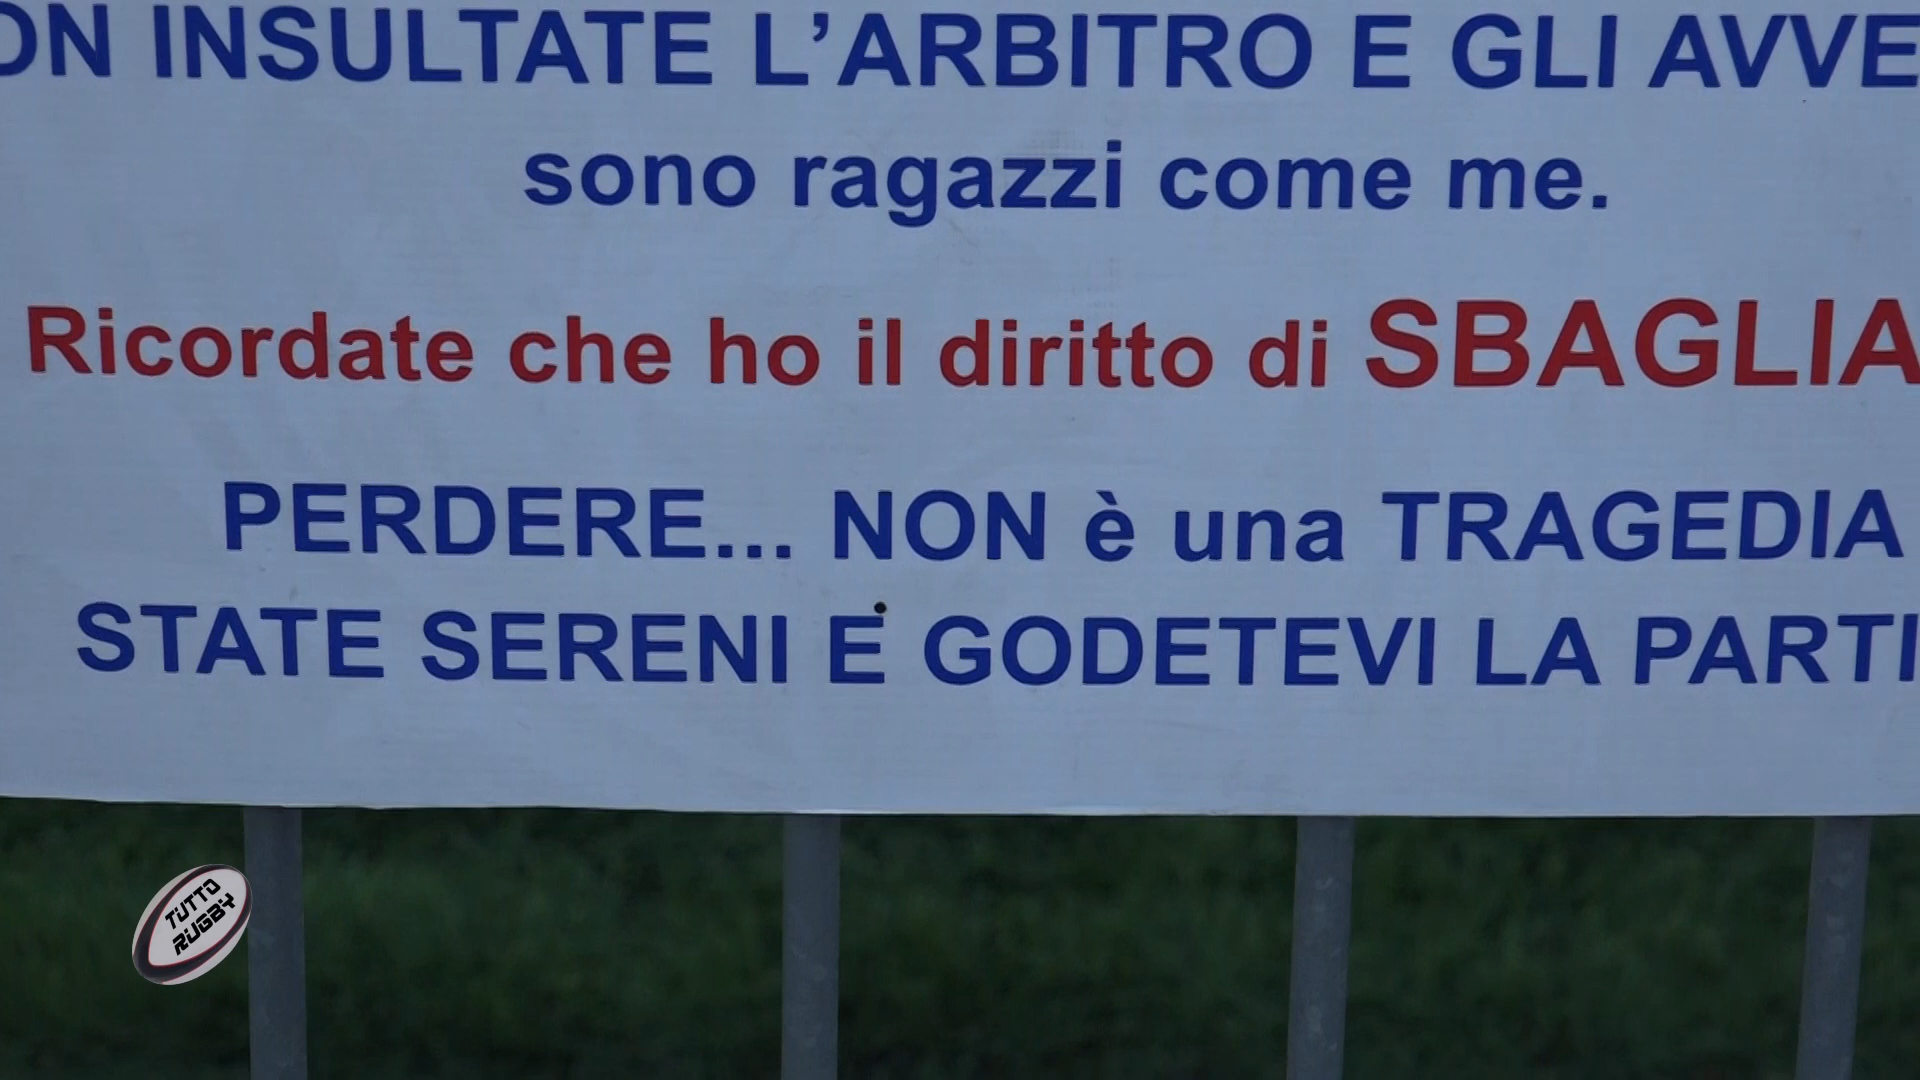 ON INSULTATE L'ARBITRO E GLI AVVE
sono ragazzi come me.
Ricordate che ho il diritto di SBAGLIA
PERDERE... NON è una TRAGEDIA
STATE SERENI E GODETEVI LA PARTI
TUTTO
RUGBY